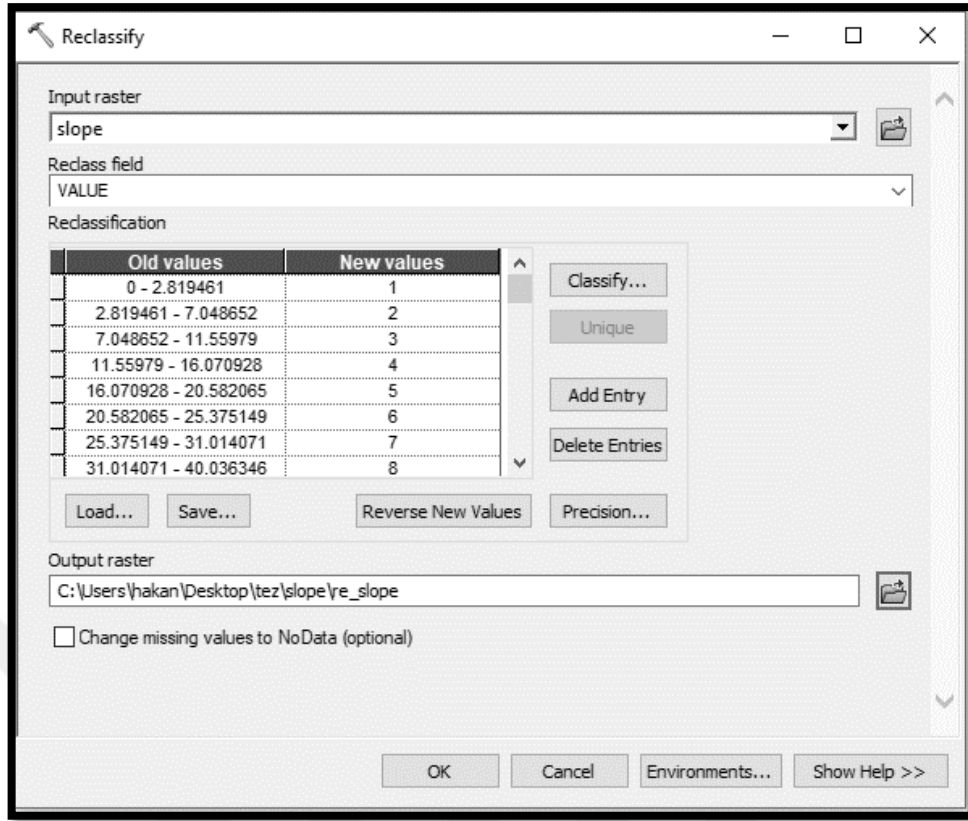 Reclassify
Input raster
slope
Reclass field
VALUE
Reclassification
Old values New values
0 - 2.819461 1
2.819461 - 7.048652 2
7.048652 - 11.55979 3
11.55979 - 16.070928 4
16.070928 - 20.582065 5
20.582065 - 25.375149 6
25.375149 - 31.014071 7
31.014071 - 40.036346 8
Classify...
Unique
Add Entry
Delete Entries
Load... Save... Reverse New Values Precision...
Output raster
C:\Users\hakan\Desktop\tez\slope\re_slope
Change missing values to NoData (optional)
OK Cancel Environments... Show Help >>